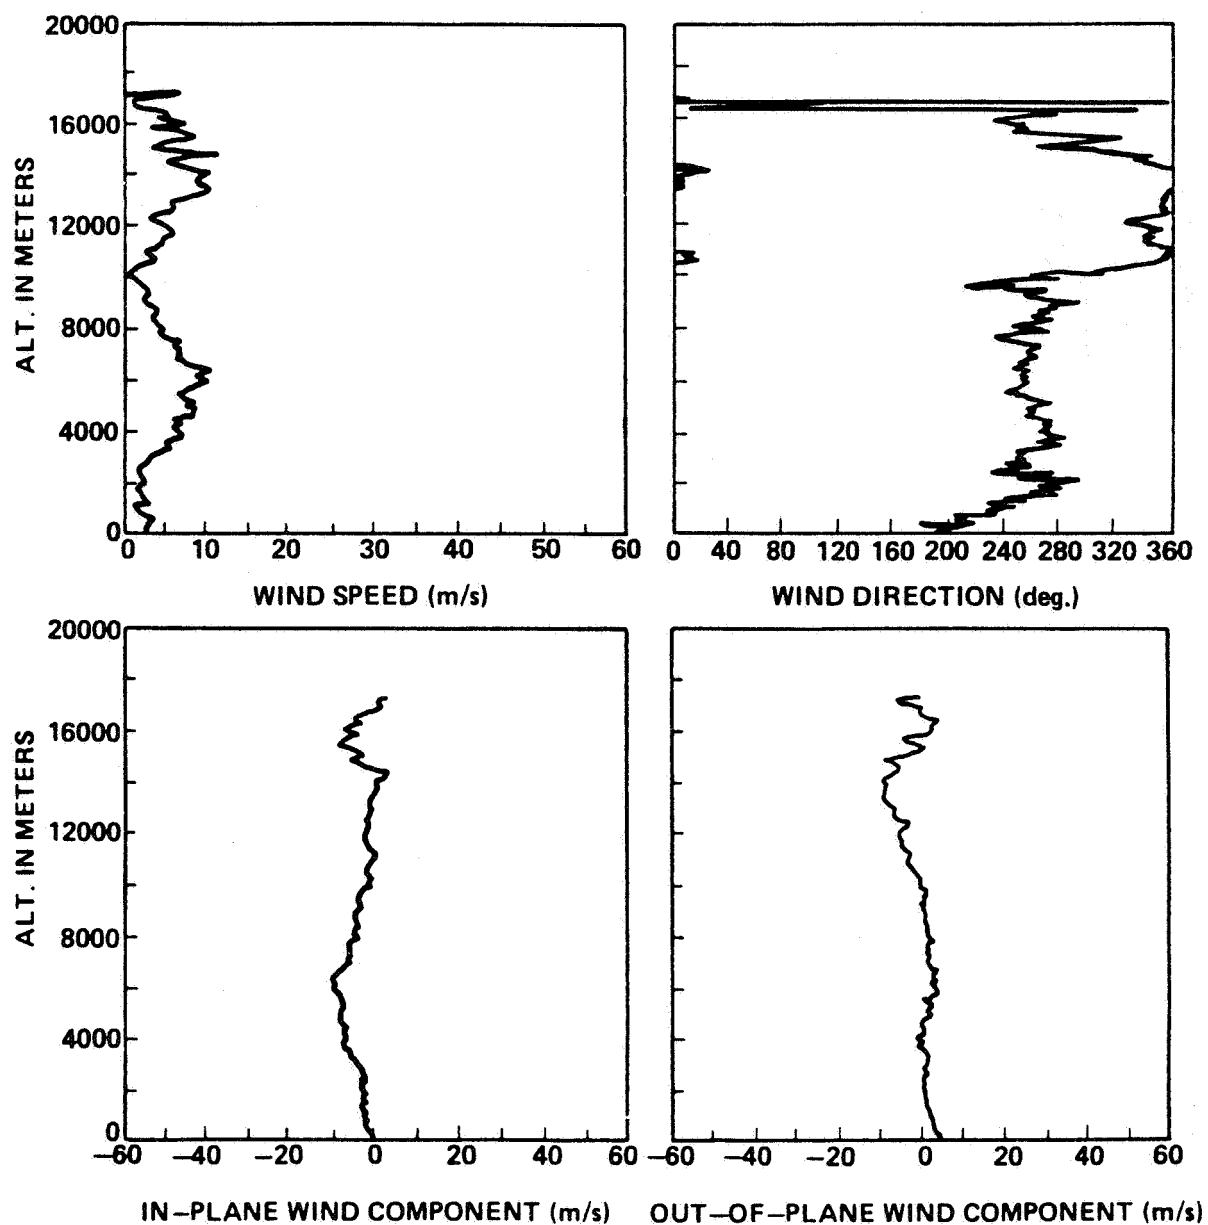 20000
16000
12000
8000
4000
0
ALT. IN METERS
0 10 20 30 40 50 60
WIND SPEED (m/s)
0 40 80 120 160 200 240 280 320 360
WIND DIRECTION (deg.)
20000
16000
12000
8000
4000
0
ALT. IN METERS
−60 −40 −20 0 20 40 60
IN−PLANE WIND COMPONENT (m/s)
−60 −40 −20 0 20 40 60
OUT−OF−PLANE WIND COMPONENT (m/s)